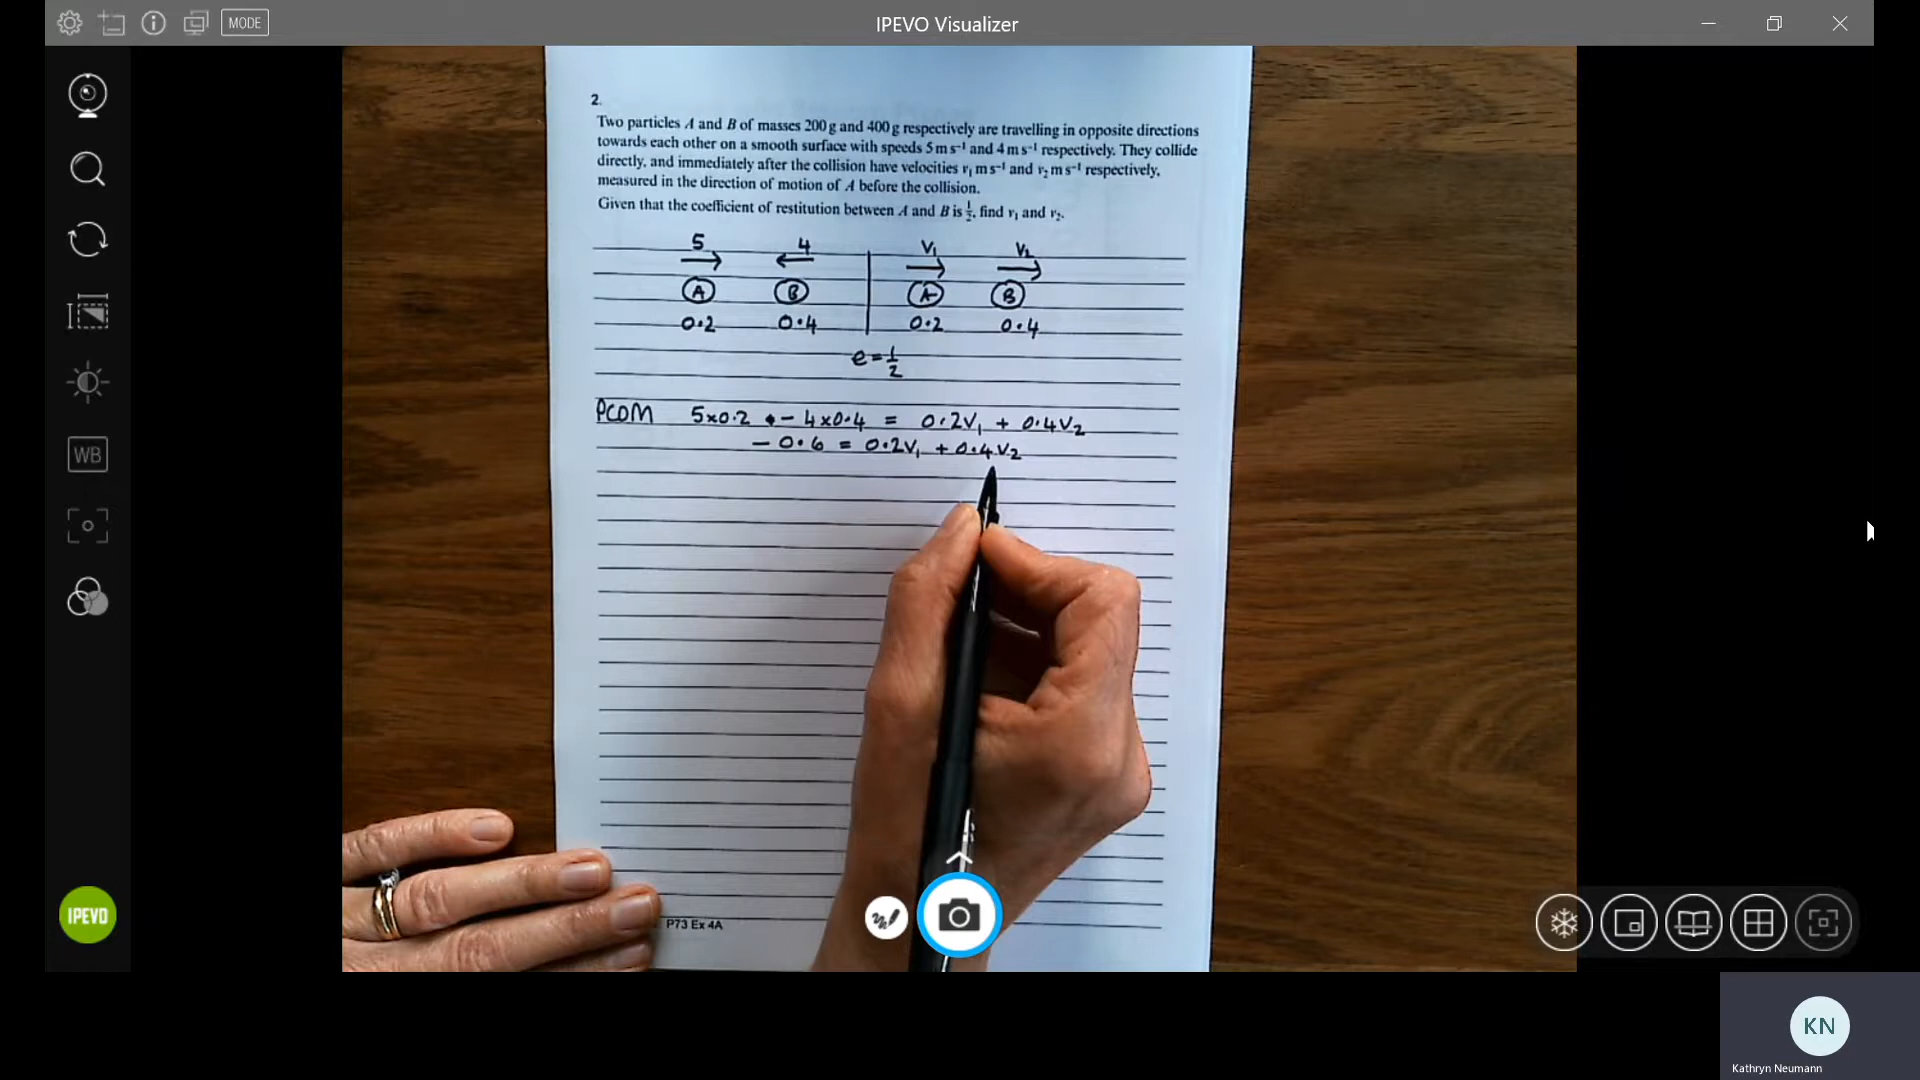 MODE
IPEVO Visualizer
2.
Two particles A and B of masses 200 g and 400 g respectively are travelling in opposite directions
towards each other on a smooth surface with speeds 5 m s⁻¹ and 4 m s⁻¹ respectively. They collide
directly, and immediately after the collision have velocities v₁ m s⁻¹ and v₂ m s⁻¹ respectively,
measured in the direction of motion of A before the collision.
Given that the coefficient of restitution between A and B is 1/2, find v₁ and v₂.
5 4 V₁ V₂
A B A B
0.2 0.4 0.2 0.4
e = 1/2
PCOM 5×0.2 - 4×0.4 = 0.2V₁ + 0.4V₂
- 0.6 = 0.2V₁ + 0.4V₂
WB
IPEVO
P73 Ex 4A
KN
Kathryn Neumann